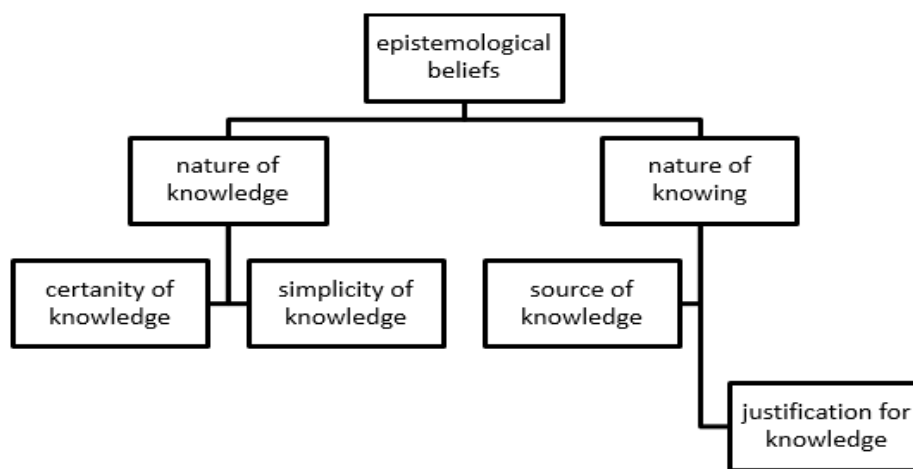 epistemological
beliefs
nature of
knowledge
nature of
knowing
certanity of
knowledge
simplicity of
knowledge
source of
knowledge
justification for
knowledge